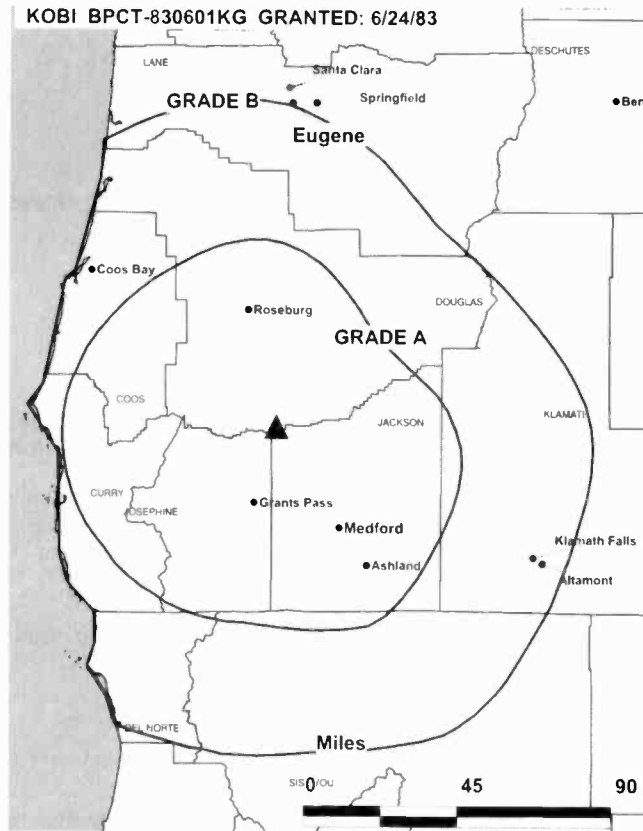 KOBI BPCT-830601KG GRANTED: 6/24/83
DESCHUTES
LANE
Santa Clara
GRADE B
Springfield
Ben
Eugene
Coos Bay
DOUGLAS
Roseburg
GRADE A
COOS
JACKSON
KLAMATH
CURRY
JOSEPHINE
Grants Pass
Medford
Klamath Falls
Ashland
Altamont
DEL NORTE
Miles
SISKIYOU
0 45 90